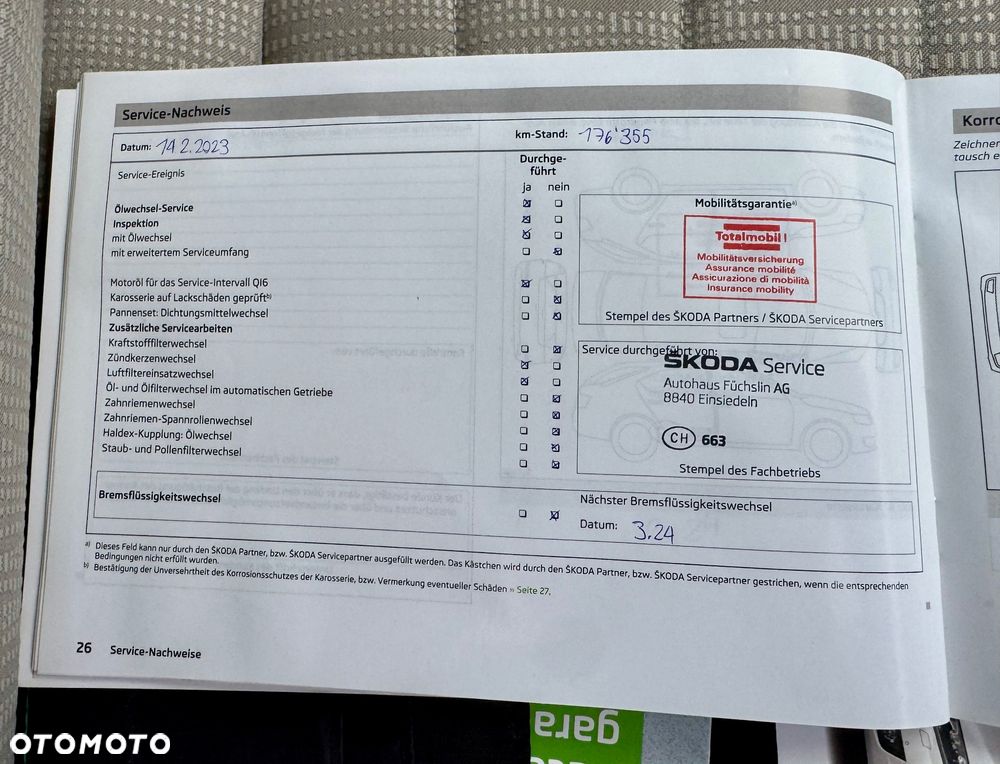 Service-Nachweis
Datum: 14.2.2023
km-Stand: 176'355
Service-Ereignis
Durchge-
führt
ja nein
Ölwechsel-Service
Inspektion
mit Ölwechsel
mit erweitertem Serviceumfang
Motoröl für das Service-Intervall QI6
Karosserie auf Lackschäden geprüft b)
Pannenset: Dichtungsmittelwechsel
Zusätzliche Servicearbeiten
Kraftstofffilterwechsel
Zündkerzenwechsel
Luftfiltereinsatzwechsel
Öl- und Ölfilterwechsel im automatischen Getriebe
Zahnriemenwechsel
Zahnriemen-Spannrollenwechsel
Haldex-Kupplung: Ölwechsel
Staub- und Pollenfilterwechsel
Mobilitätsgarantie a)
Totalmobil!
Mobilitätsversicherung
Assurance mobilité
Assicurazione di mobilità
Insurance mobility
Stempel des ŠKODA Partners / ŠKODA Servicepartners
Service durchgeführt von:
ŠKODA Service
Autohaus Füchslin AG
8840 Einsiedeln
CH 663
Stempel des Fachbetriebs
Bremsflüssigkeitswechsel
Nächster Bremsflüssigkeitswechsel
Datum: 3.24
a) Dieses Feld kann nur durch den ŠKODA Partner, bzw. ŠKODA Servicepartner ausgefüllt werden. Das Kästchen wird durch den ŠKODA Partner, bzw. ŠKODA Servicepartner gestrichen, wenn die entsprechenden
Bedingungen nicht erfüllt wurden.
b) Bestätigung der Unversehrtheit des Korrosionsschutzes der Karosserie, bzw. Vermerkung eventueller Schäden » Seite 27.
26 Service-Nachweise
Korro
Zeichner
tausch e
gara
OTOMOTO